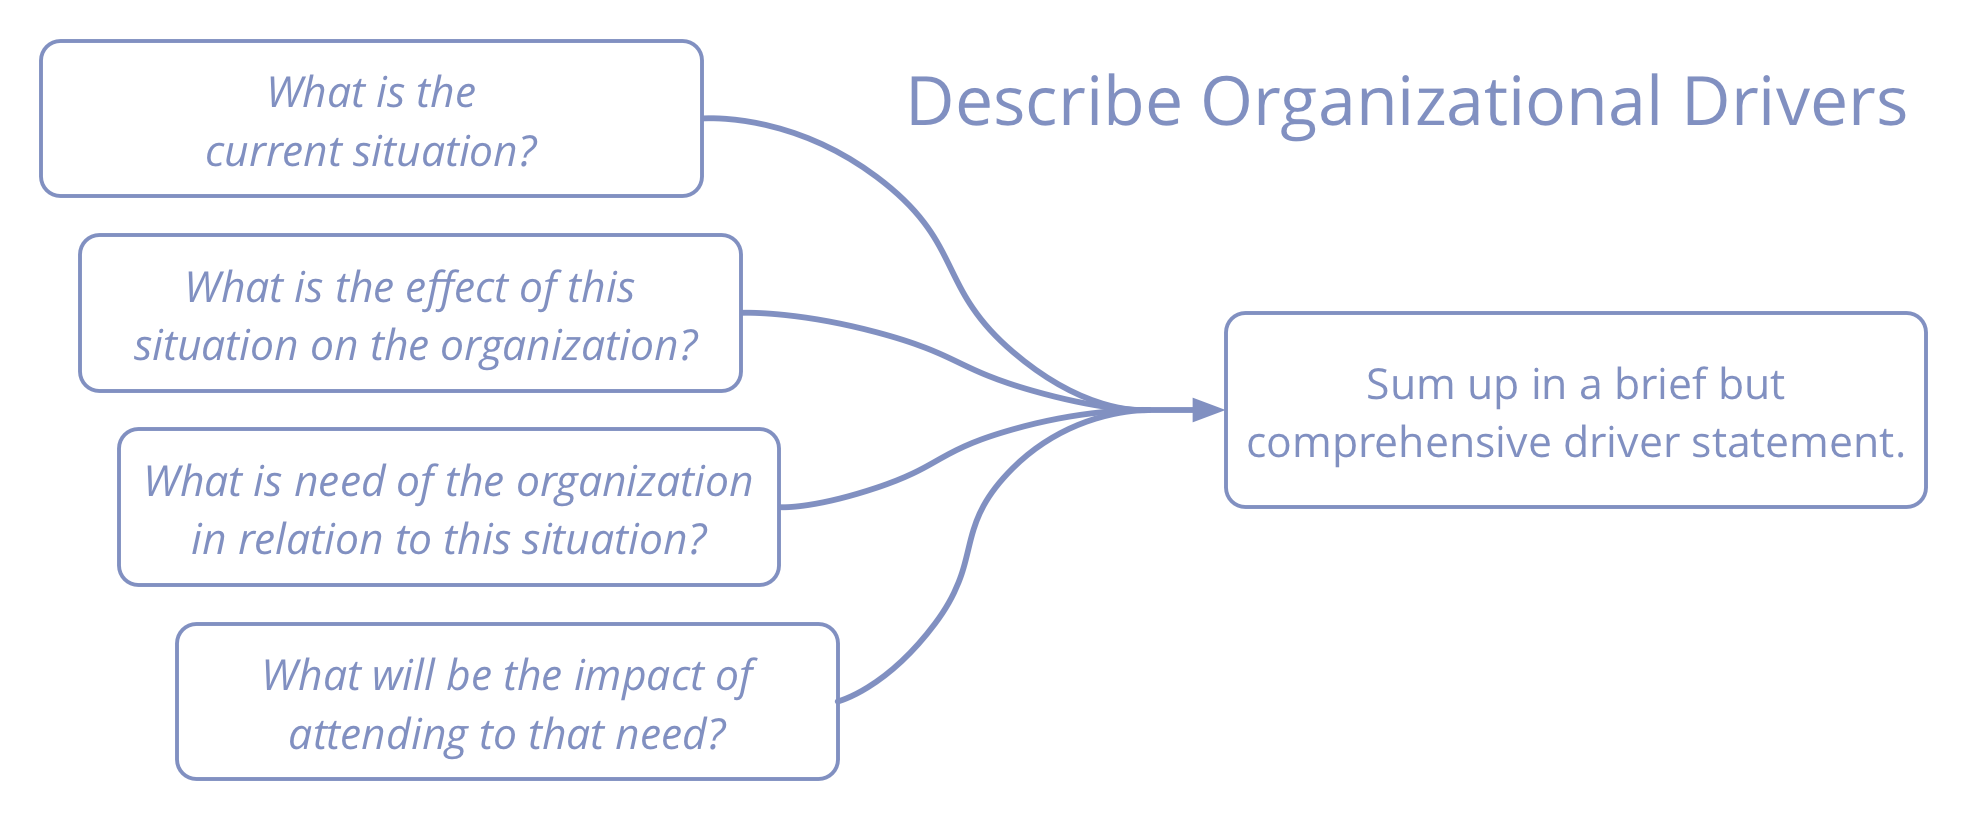 Describe Organizational Drivers
What is the
current situation?
What is the effect of this
situation on the organization?
What is need of the organization
in relation to this situation?
What will be the impact of
attending to that need?
Sum up in a brief but
comprehensive driver statement.